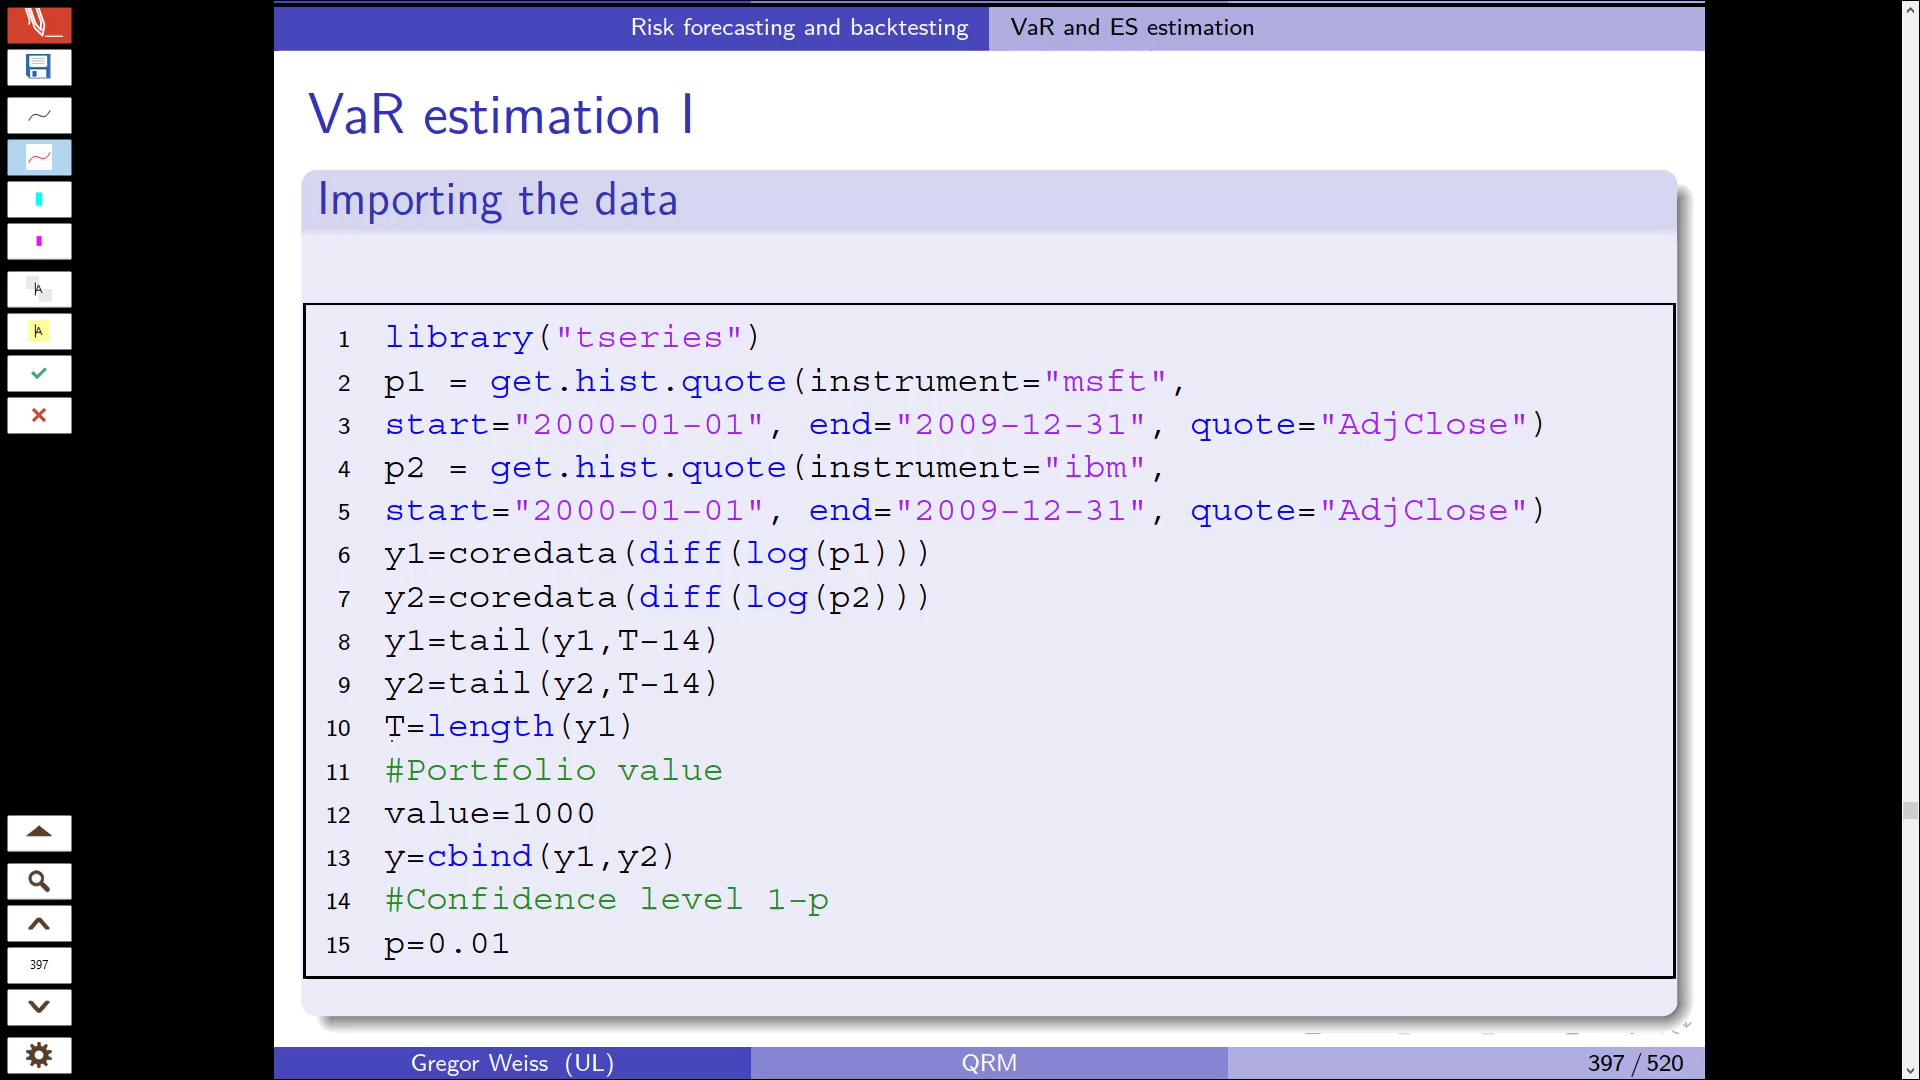 Risk forecasting and backtesting VaR and ES estimation
VaR estimation I
Importing the data
1 library("tseries")
2 p1 = get.hist.quote(instrument="msft",
3 start="2000-01-01", end="2009-12-31", quote="AdjClose")
4 p2 = get.hist.quote(instrument="ibm",
5 start="2000-01-01", end="2009-12-31", quote="AdjClose")
6 y1=coredata(diff(log(p1)))
7 y2=coredata(diff(log(p2)))
8 y1=tail(y1,T-14)
9 y2=tail(y2,T-14)
10 T=length(y1)
11 #Portfolio value
12 value=1000
13 y=cbind(y1,y2)
14 #Confidence level 1-p
15 p=0.01
Gregor Weiss (UL) QRM 397 / 520
A
A
397